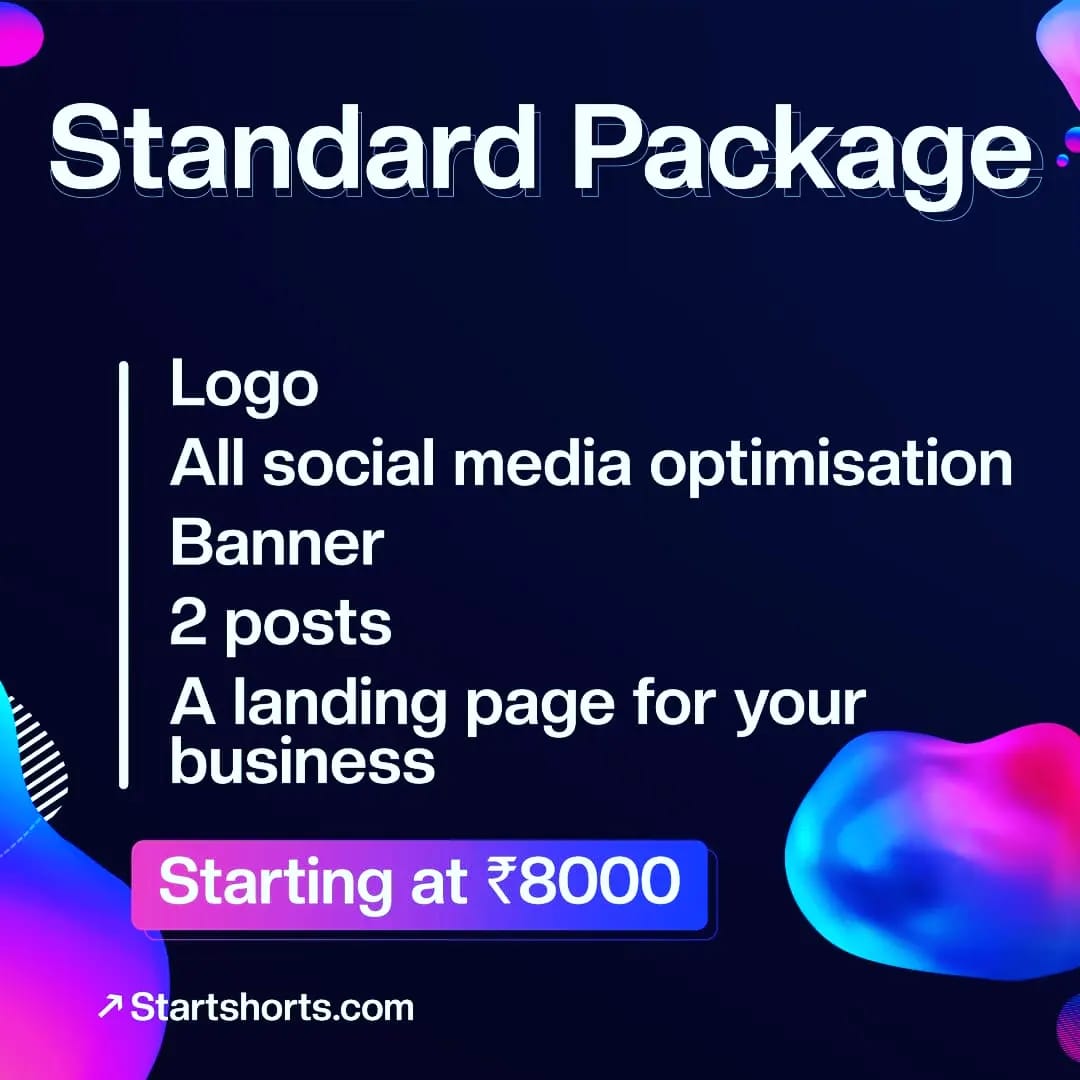 Standard Package
Logo
All social media optimisation
Banner
2 posts
A landing page for your
business
Starting at ₹8000
↗Startshorts.com